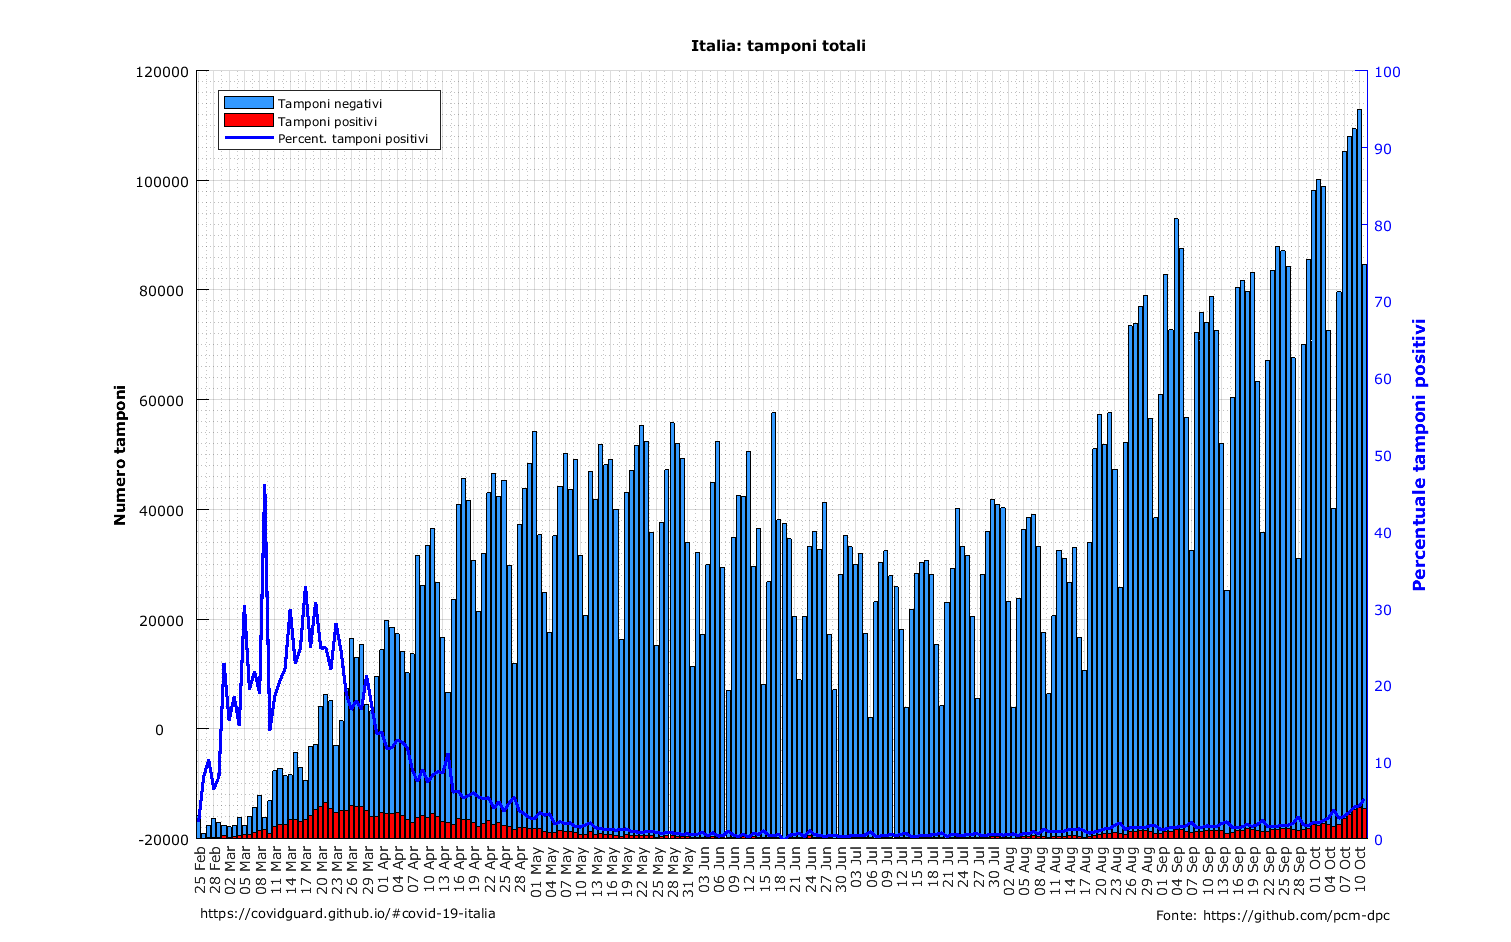 Italia: tamponi totali
Tamponi negativi
Tamponi positivi
Percent. tamponi positivi
Numero tamponi
120000
100000
80000
60000
40000
20000
0
-20000
Percentuale tamponi positivi
100
90
80
70
60
50
40
30
20
10
0
25 Feb
28 Feb
02 Mar
05 Mar
08 Mar
11 Mar
14 Mar
17 Mar
20 Mar
23 Mar
26 Mar
29 Mar
01 Apr
04 Apr
07 Apr
10 Apr
13 Apr
16 Apr
19 Apr
22 Apr
25 Apr
28 Apr
01 May
04 May
07 May
10 May
13 May
16 May
19 May
22 May
25 May
28 May
31 May
03 Jun
06 Jun
09 Jun
12 Jun
15 Jun
18 Jun
21 Jun
24 Jun
27 Jun
30 Jun
03 Jul
06 Jul
09 Jul
12 Jul
15 Jul
18 Jul
21 Jul
24 Jul
27 Jul
30 Jul
02 Aug
05 Aug
08 Aug
11 Aug
14 Aug
17 Aug
20 Aug
23 Aug
26 Aug
29 Aug
01 Sep
04 Sep
07 Sep
10 Sep
13 Sep
16 Sep
19 Sep
22 Sep
25 Sep
28 Sep
01 Oct
04 Oct
07 Oct
10 Oct
https://covidguard.github.io/#covid-19-italia
Fonte: https://github.com/pcm-dpc